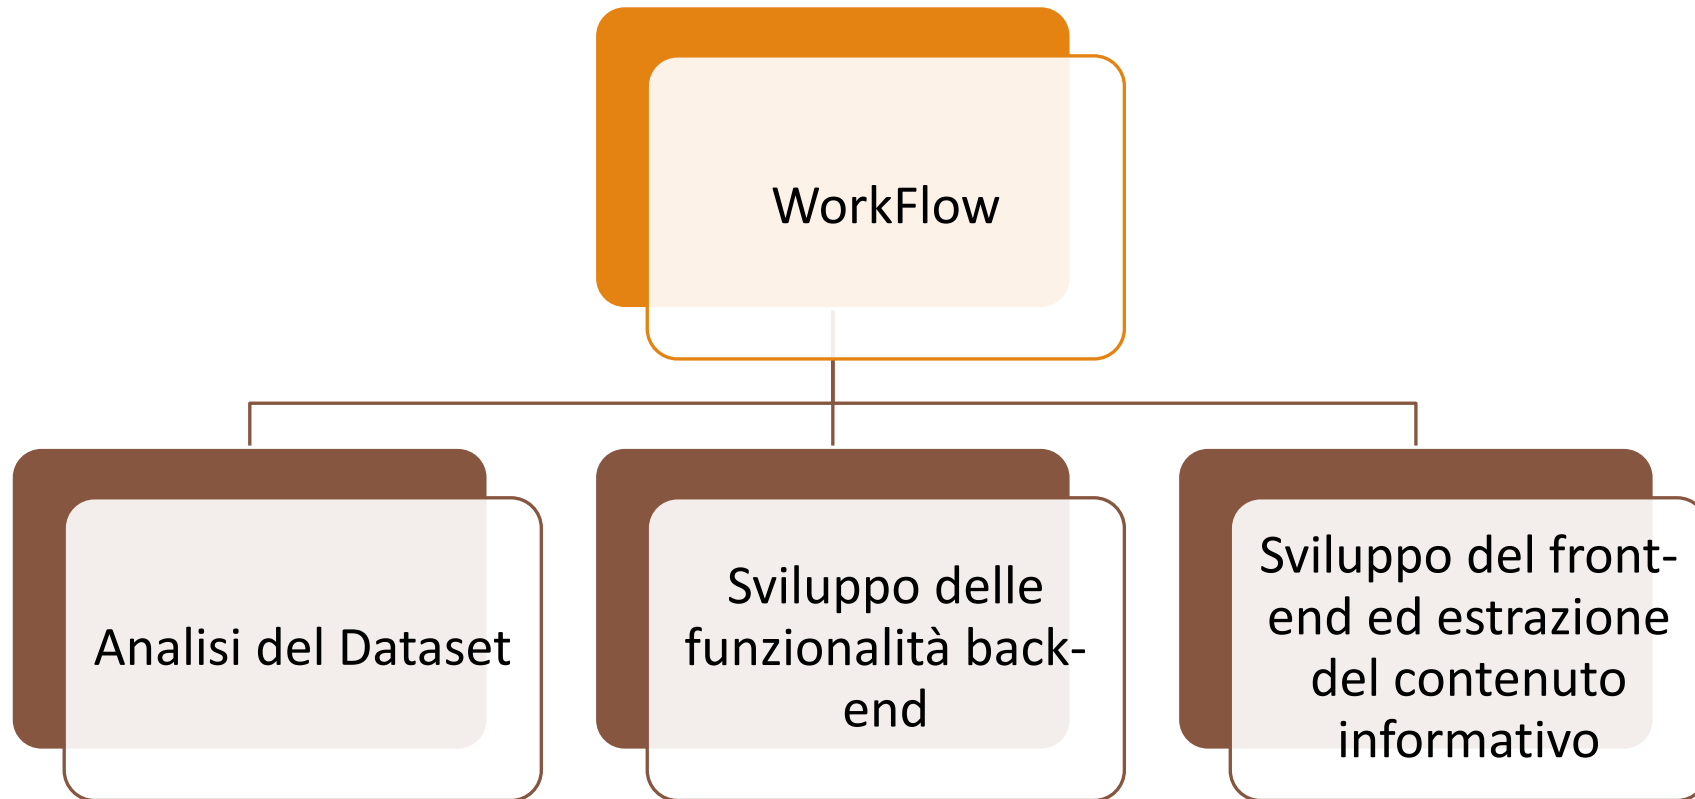 WorkFlow
Analisi del Dataset
Sviluppo delle
funzionalità back-
end
Sviluppo del front-
end ed estrazione
del contenuto
informativo